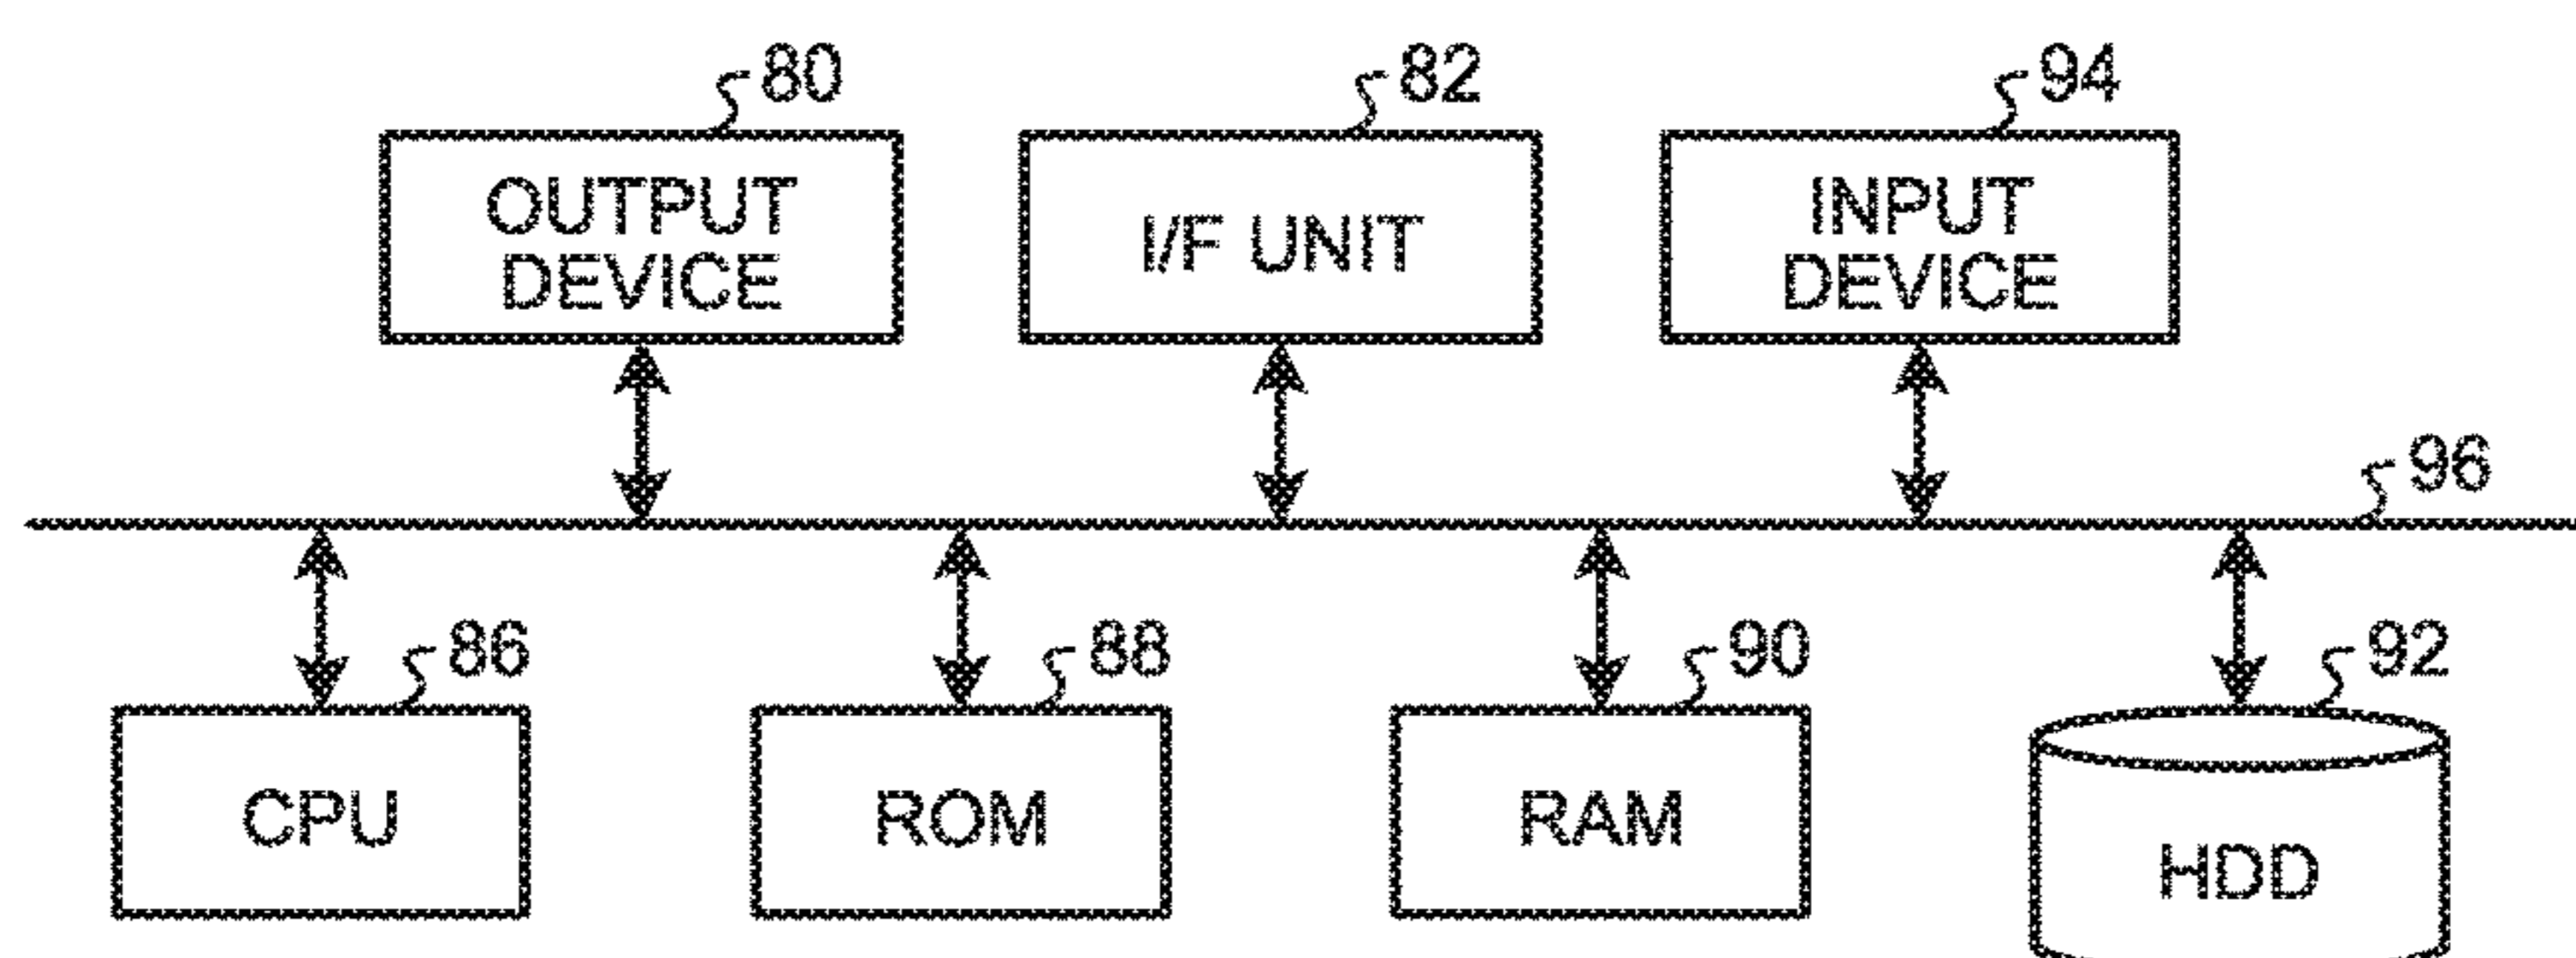 80
82
94
OUTPUT
DEVICE
I/F UNIT
INPUT
DEVICE
96
86
88
90
92
CPU
ROM
RAM
HDD